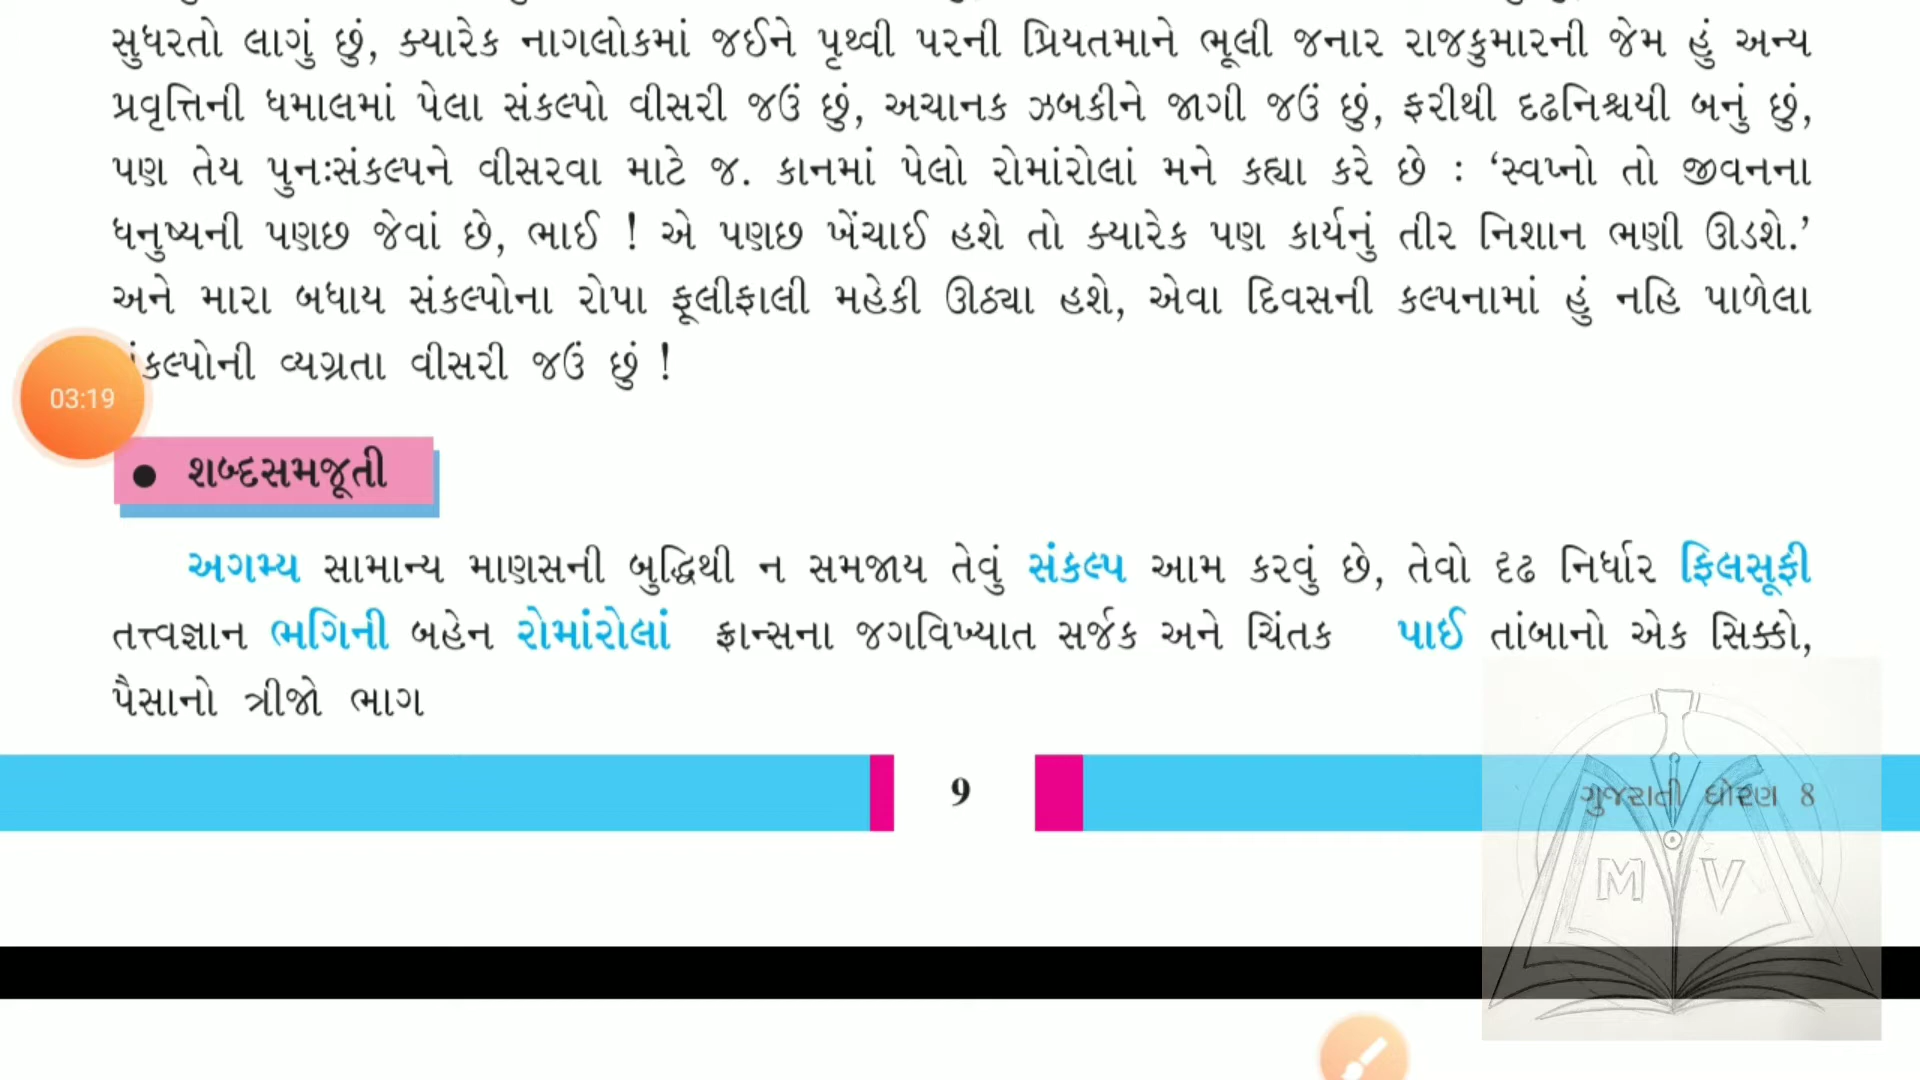 સુધરતો લાગું છું, ક્યારેક નાગલોકમાં જઈને પૃથ્વી પરની પ્રિયતમાને ભૂલી જનાર રાજકુમારની જેમ હું અન્ય
પ્રવૃત્તિની ધમાલમાં પેલા સંકલ્પો વીસરી જઉં છું, અચાનક ઝબકીને જાગી જઉં છું, ફરીથી દઢનિશ્ચયી બનું છું,
પણ તેય પુનઃસંકલ્પને વીસરવા માટે જ. કાનમાં પેલો રોમાંરોલાં મને કહ્યા કરે છે : ‘સ્વપ્નો તો જીવનના
ધનુષ્યની પણછ જેવાં છે, ભાઈ ! એ પણછ ખેંચાઈ હશે તો ક્યારેક પણ કાર્યનું તીર નિશાન ભણી ઊડશે.’
અને મારા બધાય સંકલ્પોના રોપા ફૂલીફાલી મહેકી ઊઠ્યા હશે, એવા દિવસની કલ્પનામાં હું નહિ પાળેલા
સંકલ્પોની વ્યગ્રતા વીસરી જઉં છું !
03:19
● શબ્દસમજૂતી
અગમ્ય સામાન્ય માણસની બુદ્ધિથી ન સમજાય તેવું સંકલ્પ આમ કરવું છે, તેવો દઢ નિર્ધાર ફિલસૂફી
તત્ત્વજ્ઞાન ભગિની બહેન રોમાંરોલાં ફ્રાન્સના જગવિખ્યાત સર્જક અને ચિંતક પાઈ તાંબાનો એક સિક્કો,
પૈસાનો ત્રીજો ભાગ
9
ગુજરાતી ધોરણ 8
M V